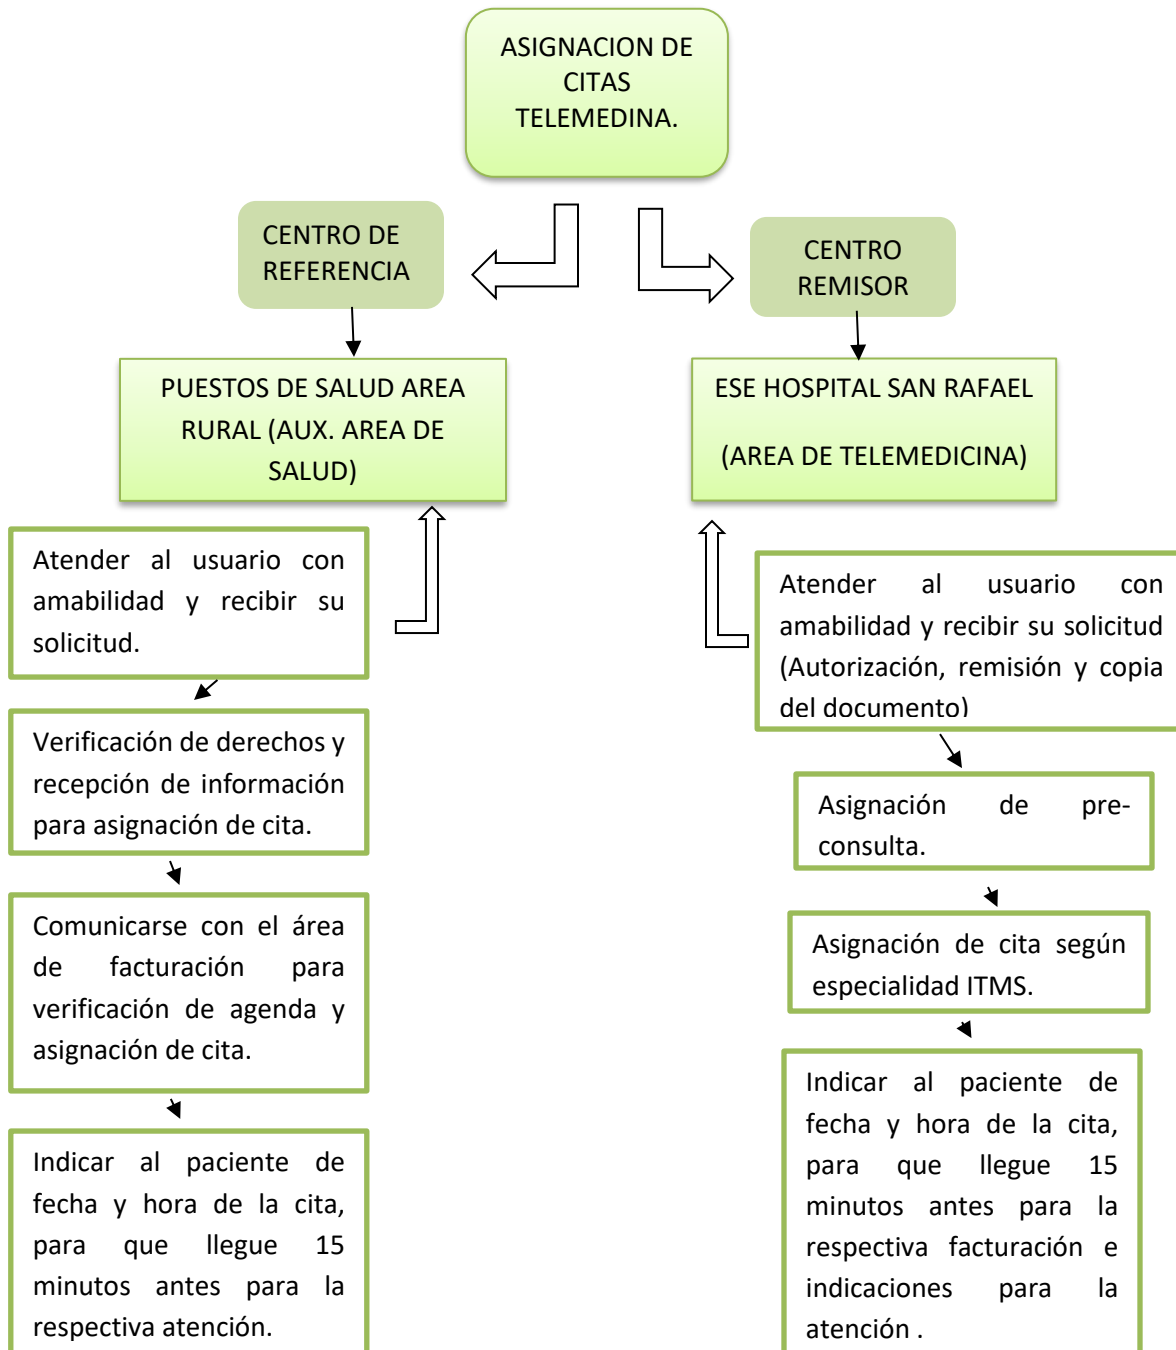 ASIGNACION DE
CITAS
TELEMEDINA.
CENTRO DE
REFERENCIA
CENTRO
REMISOR
PUESTOS DE SALUD AREA
RURAL (AUX. AREA DE
SALUD)
ESE HOSPITAL SAN RAFAEL
(AREA DE TELEMEDICINA)
Atender al usuario con
amabilidad y recibir su
solicitud.
Verificación de derechos y
recepción de información
para asignación de cita.
Comunicarse con el área
de facturación para
verificación de agenda y
asignación de cita.
Indicar al paciente de
fecha y hora de la cita,
para que llegue 15
minutos antes para la
respectiva atención.
Atender al usuario con
amabilidad y recibir su solicitud
(Autorización, remisión y copia
del documento)
Asignación de pre-
consulta.
Asignación de cita según
especialidad ITMS.
Indicar al paciente de
fecha y hora de la cita,
para que llegue 15
minutos antes para la
respectiva facturación e
indicaciones para la
atención .